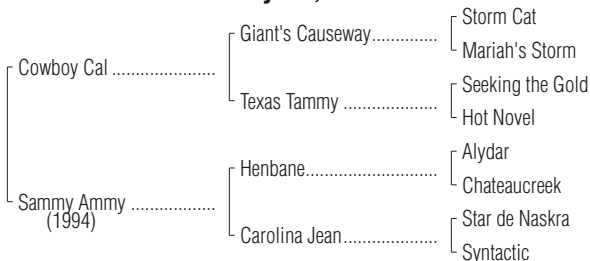 Storm Cat
Giant's Causeway..............
Mariah's Storm
Cowboy Cal ......................
Seeking the Gold
Texas Tammy ....................
Hot Novel
Alydar
Henbane............................
Chateaucreek
Sammy Ammy ..................
(1994)
Star de Naskra
Carolina Jean....................
Syntactic